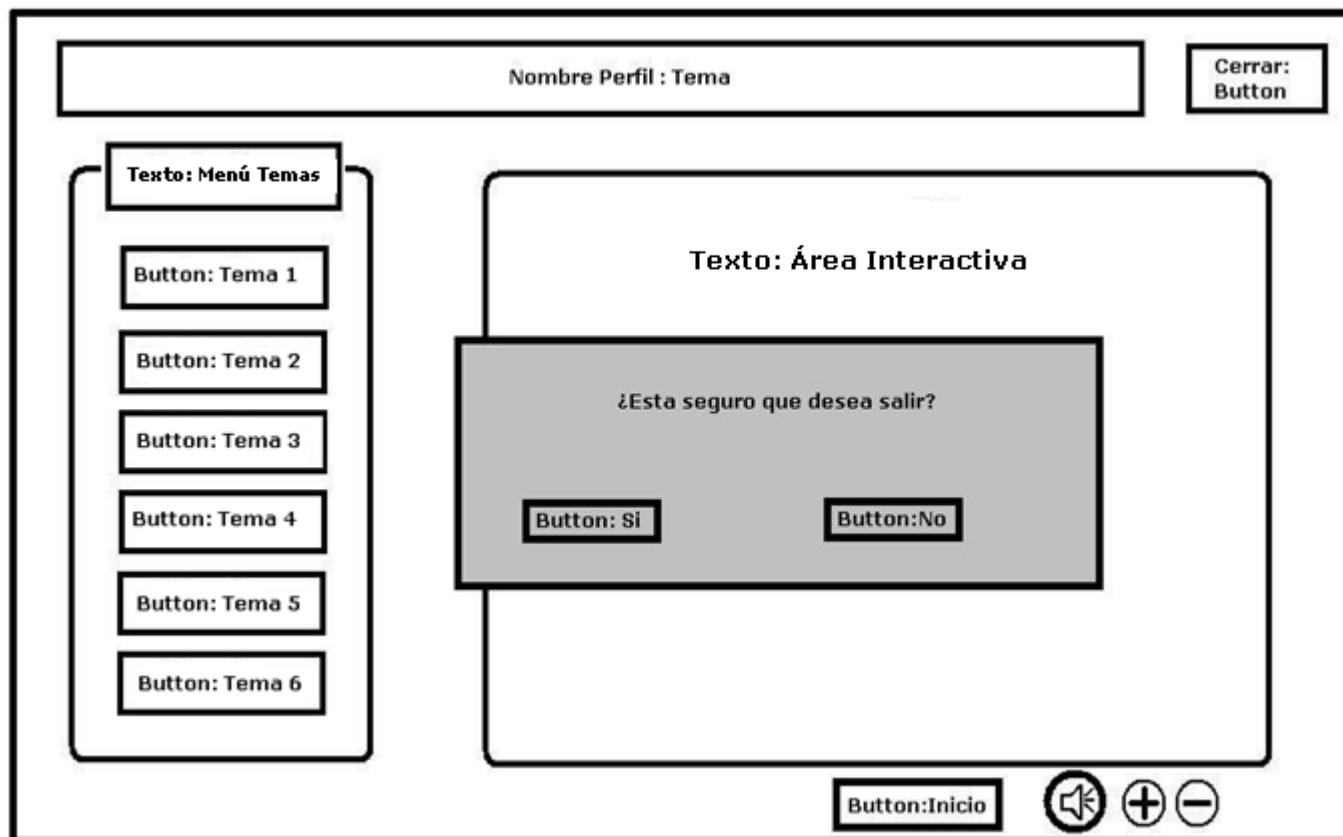 Nombre Perfil : Tema
Cerrar:
Button
Texto: Menú Temas
Button: Tema 1
Button: Tema 2
Button: Tema 3
Button: Tema 4
Button: Tema 5
Button: Tema 6
Texto: Área Interactiva
¿Esta seguro que desea salir?
Button: Si
Button:No
Button:Inicio